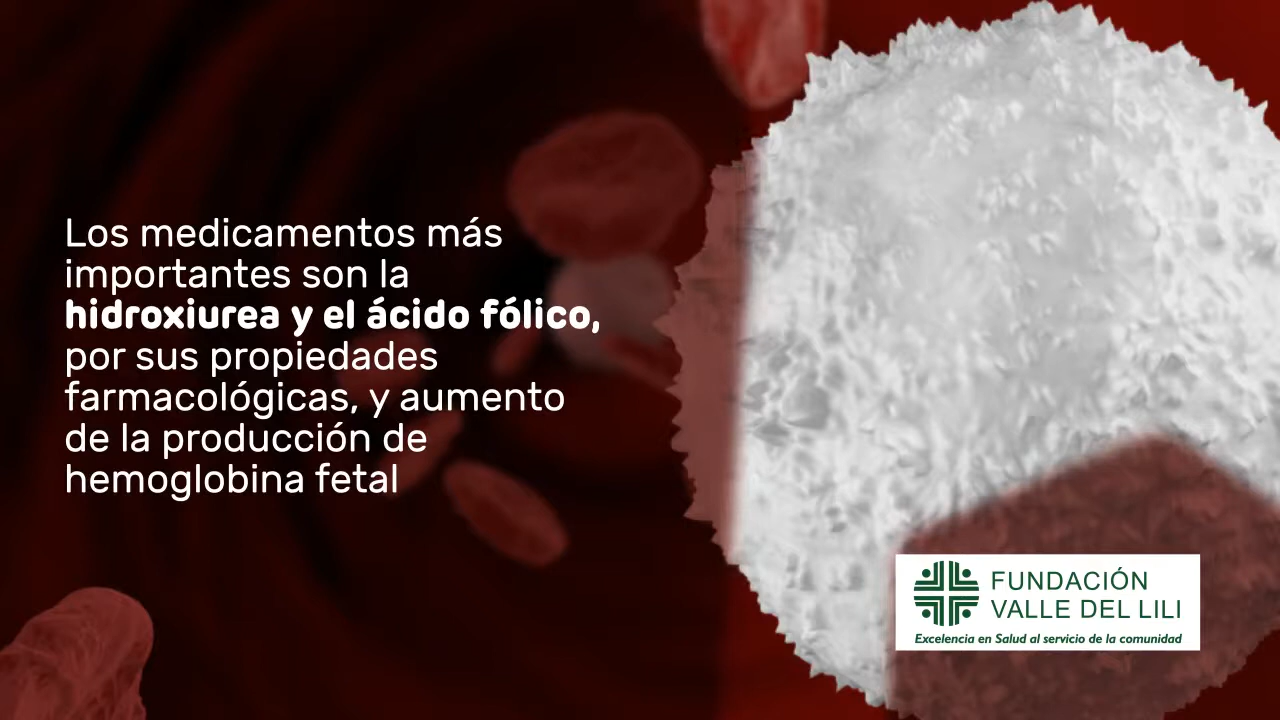 Los medicamentos más
importantes son la
hidroxiurea y el ácido fólico,
por sus propiedades
farmacológicas, y aumento
de la producción de
hemoglobina fetal
FUNDACIÓN
VALLE DEL LILI
Excelencia en Salud al servicio de la comunidad